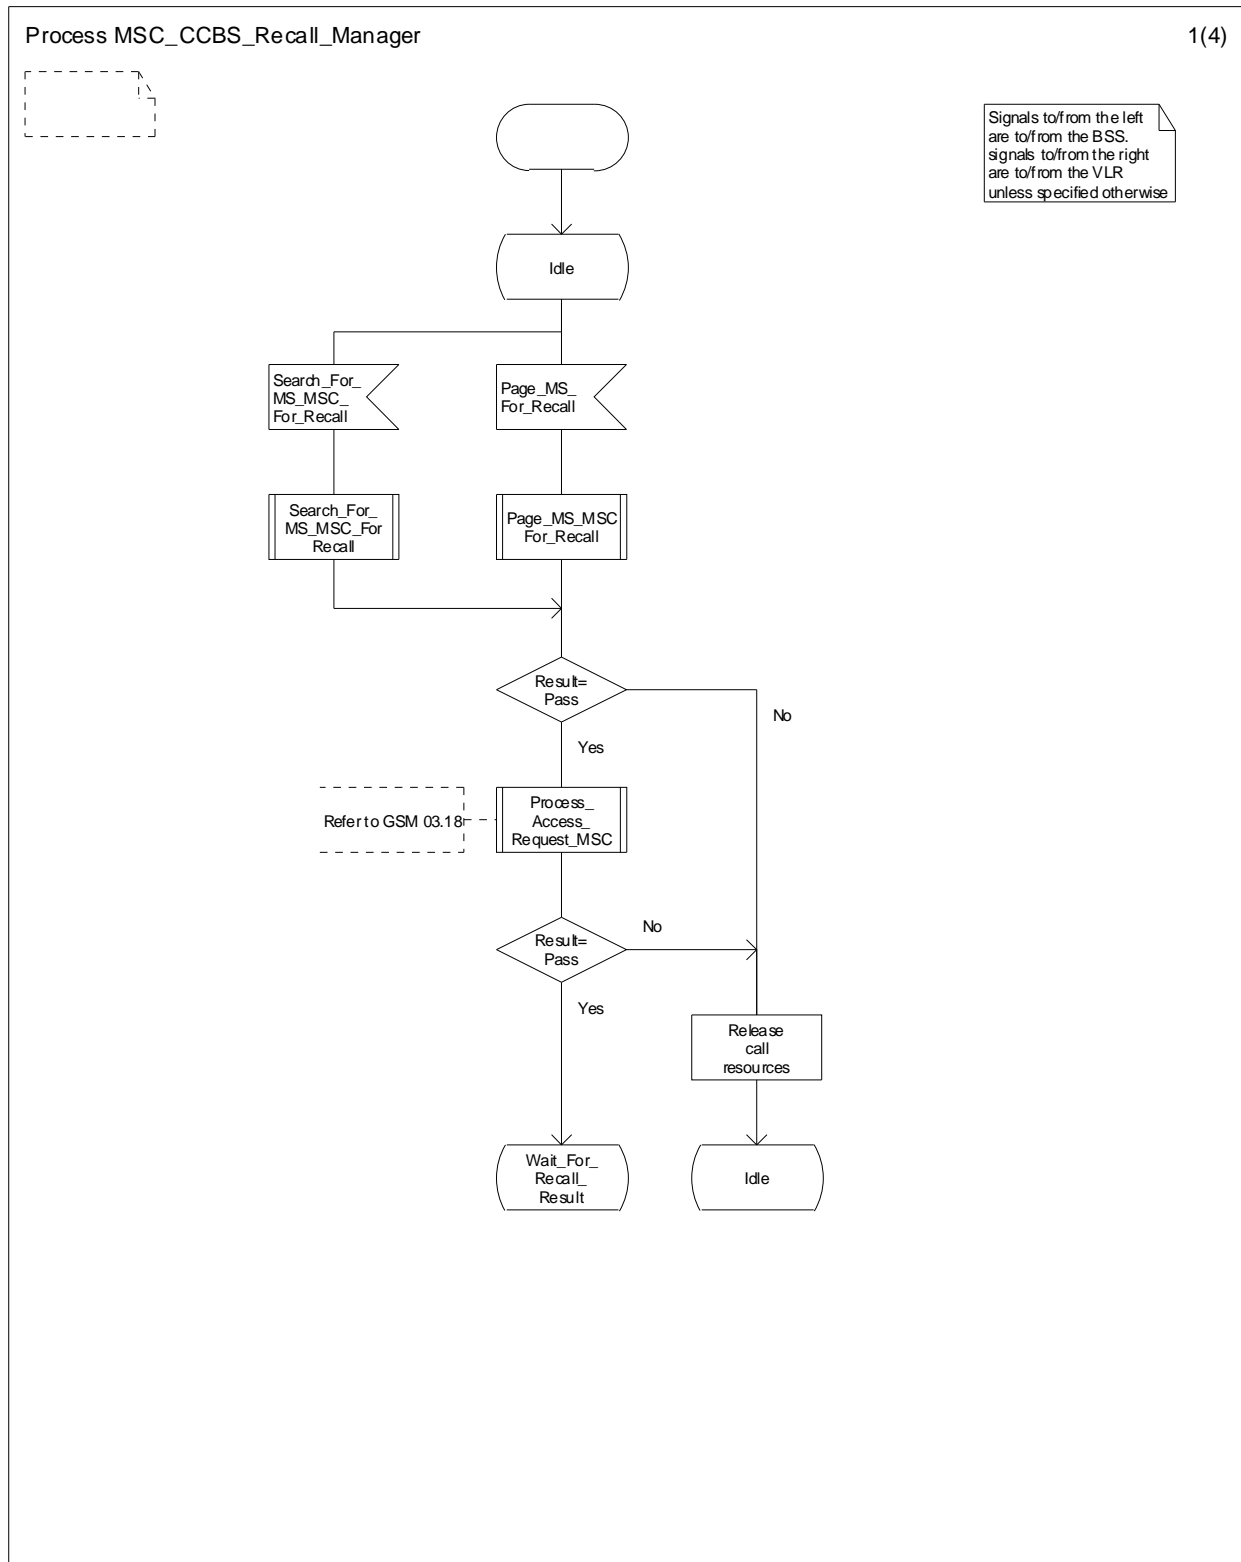 Process MSC_CCBS_Recall_Manager
1(4)
Signals to/from the left
are to/from the BSS.
signals to/from the right
are to/from the VLR
unless specified otherwise
Idle
Search_For_
MS_MSC_
For_Recall
Page_MS_
For_Recall
Search_For_
MS_MSC_For
Recall
Page_MS_MSC
For_Recall
Result=
Pass
No
Yes
Refer to GSM 03.18
Process_
Access_
Request_MSC
Result=
Pass
No
Yes
Release
call
resources
Wait_For_
Recall_
Result
Idle